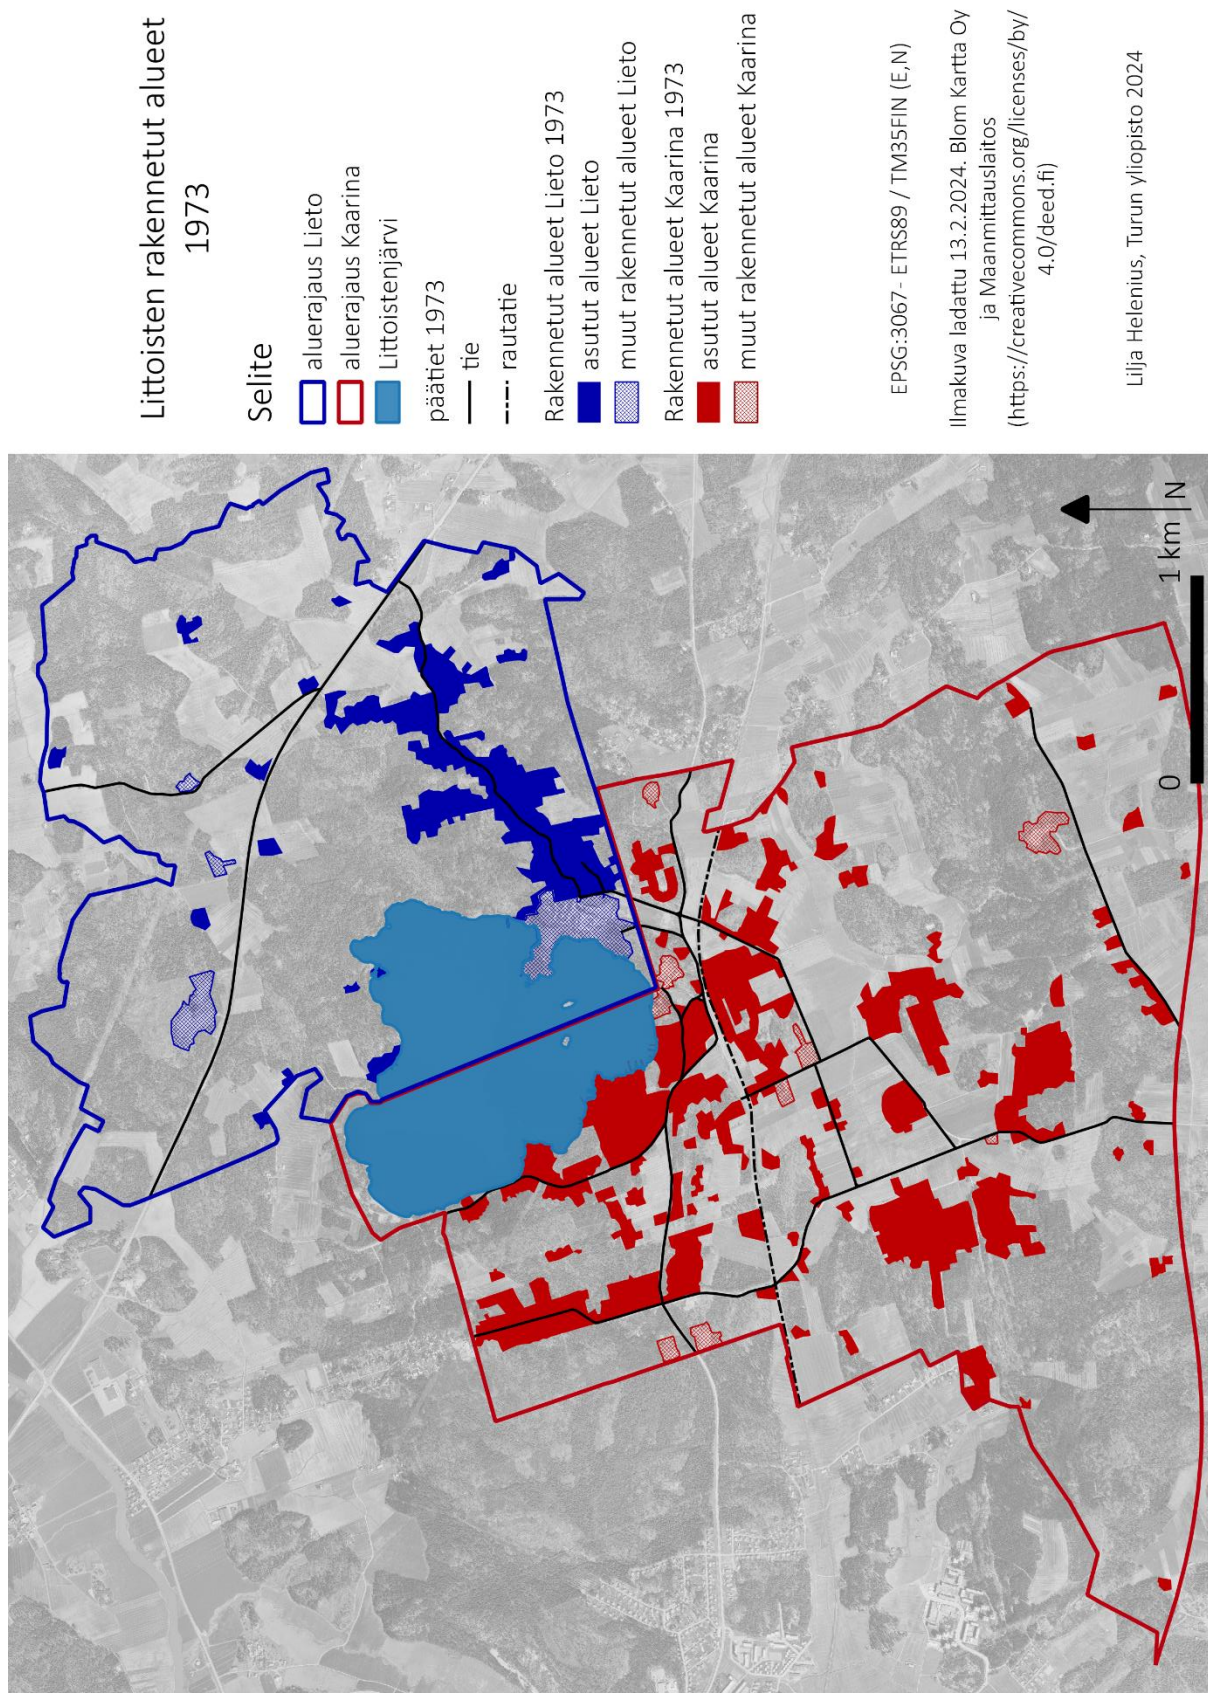 Littoisten rakennetut alueet
1973
Selite
aluerajaus Lieto
aluerajaus Kaarina
Littoistenjärvi
päätiet 1973
tie
rautatie
Rakennetut alueet Lieto 1973
asutut alueet Lieto
muut rakennetut alueet Lieto
Rakennetut alueet Kaarina 1973
asutut alueet Kaarina
muut rakennetut alueet Kaarina
EPSG:3067 - ETRS89 / TM35FIN (E,N)
Ilmakuva ladattu 13.2.2024. Blom Kartta Oy
ja Maanmittauslaitos
(https://creativecommons.org/licenses/by/
4.0/deed.fi)
Lilja Helenius, Turun yliopisto 2024
0 1 km N